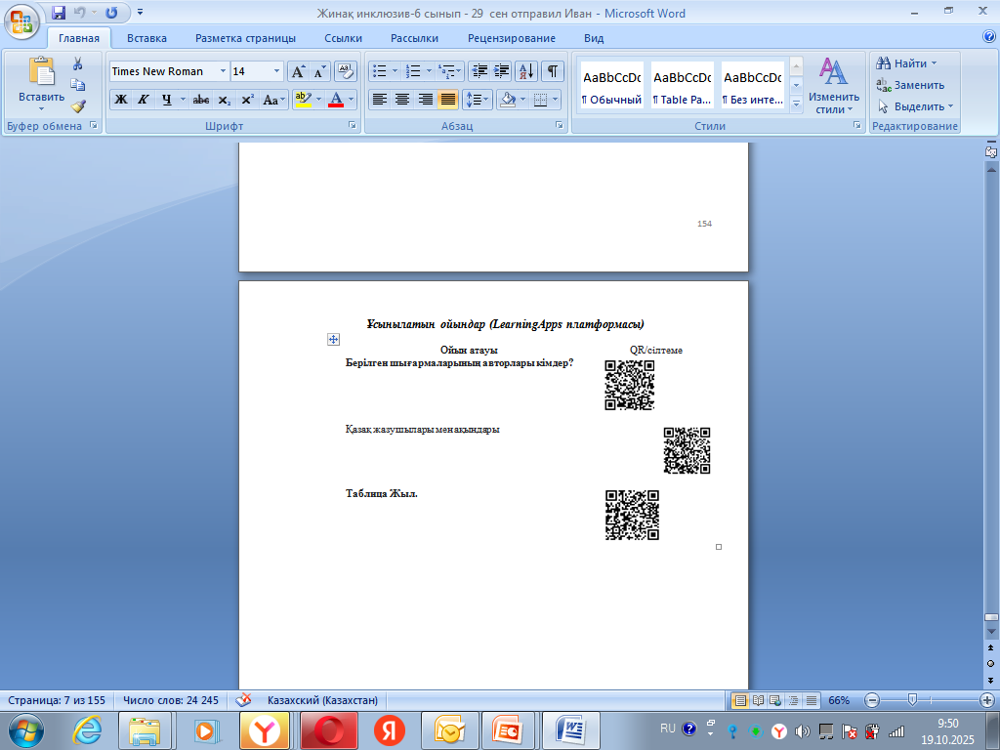 Жинақ инклюзив-6 сынып - 29 сен отправил Иван - Microsoft Word
Главная Вставка Разметка страницы Ссылки Рассылки Рецензирование Вид
Вставить
Буфер обмена
Times New Roman 14
Ж К Ч abc x₂ x² Aa
Шрифт
Абзац
AaBbCcDc AaBbCcDc AaBbCcDc
¶ Обычный ¶ Table Pa... ¶ Без инте...
Стили
Изменить стили
Найти
Заменить
Выделить
Редактирование
154
Ұсынылатын ойындар (LearningApps платформасы)
Ойын атауы QR/сілтеме
Берілген шығармаларының авторлары кімдер?
Қазақ жазушылары мен ақындары
Таблица Жыл.
Страница: 7 из 155 Число слов: 24 245 Казахский (Казахстан) 66%
RU 9:50
19.10.2025